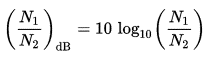 (N₁/N₂)dB = 10 log₁₀(N₁/N₂)